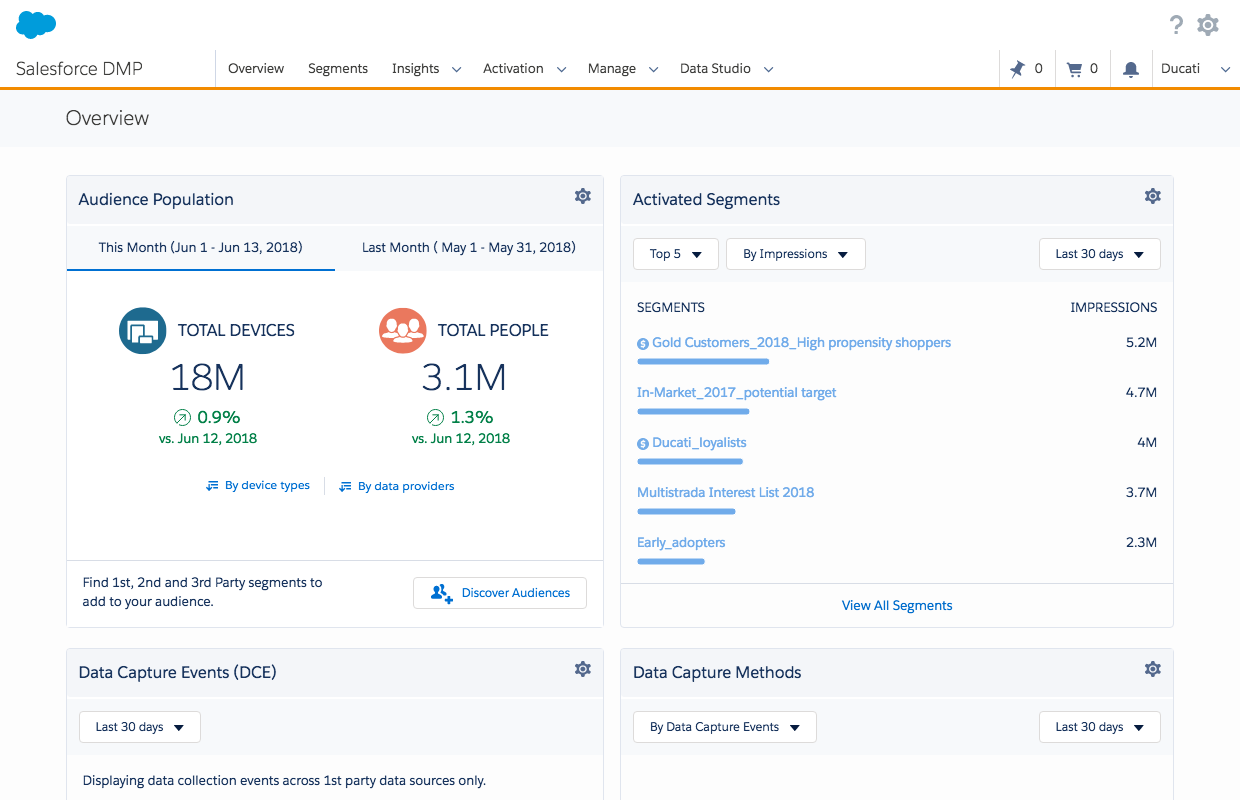 ?
Salesforce DMP
Overview
Segments
Insights
Activation
Manage
Data Studio
0
0
Ducati
Overview
Audience Population
This Month (Jun 1 - Jun 13, 2018)
Last Month ( May 1 - May 31, 2018)
TOTAL DEVICES
18M
0.9%
vs. Jun 12, 2018
TOTAL PEOPLE
3.1M
1.3%
vs. Jun 12, 2018
By device types
By data providers
Find 1st, 2nd and 3rd Party segments to
add to your audience.
Discover Audiences
Activated Segments
Top 5
By Impressions
Last 30 days
SEGMENTS
IMPRESSIONS
$ Gold Customers_2018_High propensity shoppers
5.2M
In-Market_2017_potential target
4.7M
$ Ducati_loyalists
4M
Multistrada Interest List 2018
3.7M
Early_adopters
2.3M
View All Segments
Data Capture Events (DCE)
Last 30 days
Displaying data collection events across 1st party data sources only.
Data Capture Methods
By Data Capture Events
Last 30 days